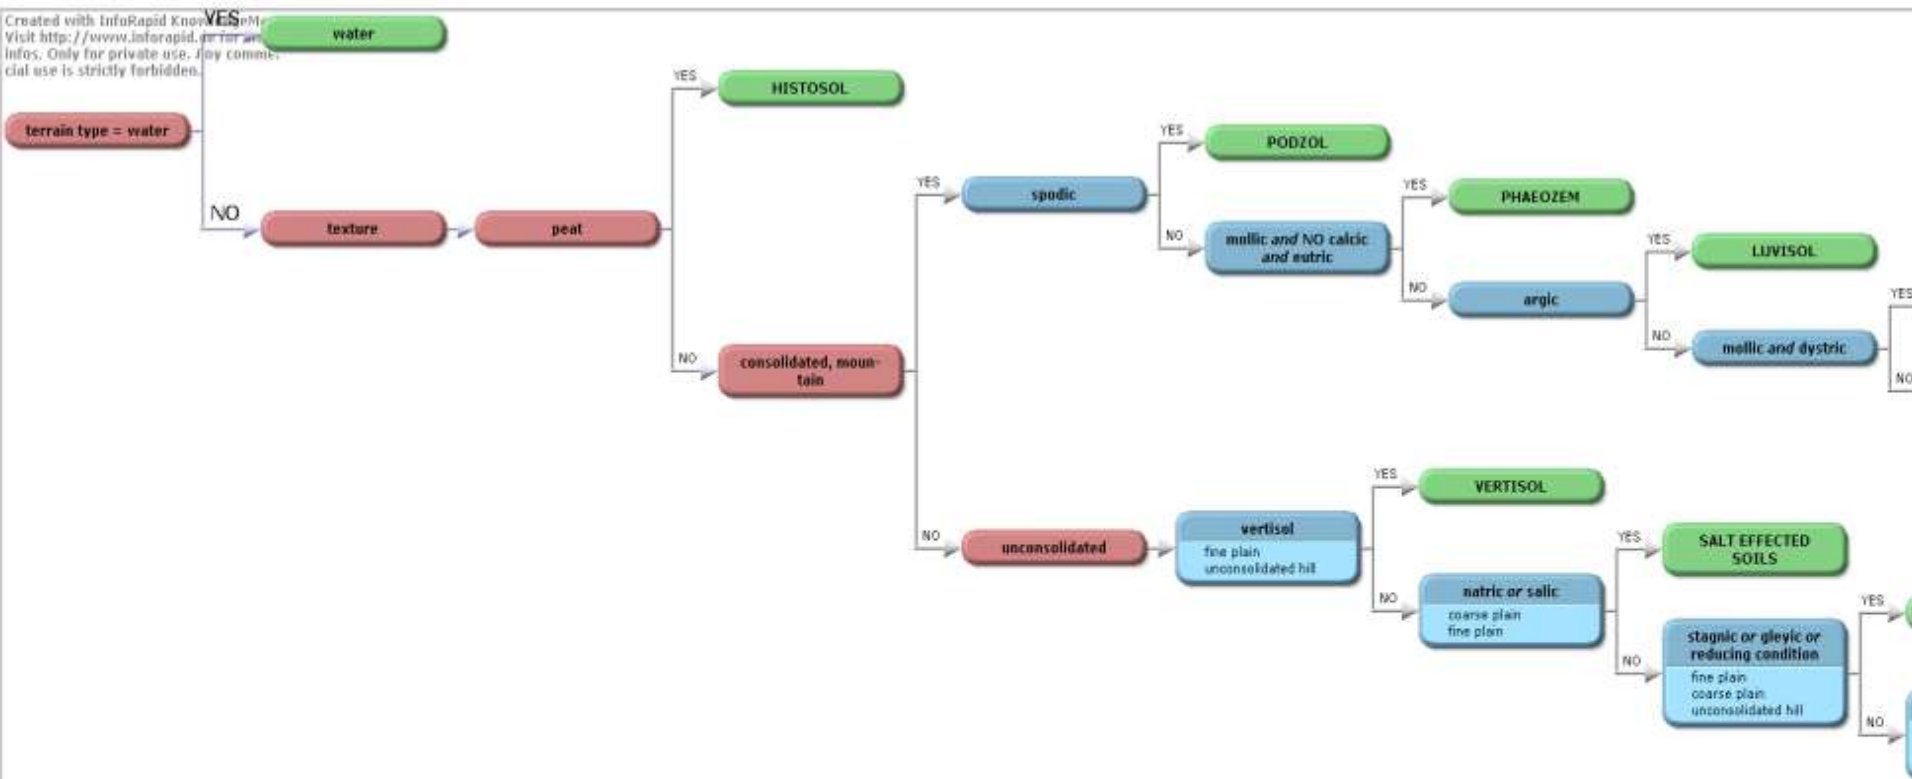 Created with InfoRapid KnowledgeMa
Visit http://www.inforapid.
infos. Only for private use. Any commer
cial use is strictly forbidden.
YES
water
terrain type = water
NO
texture
peat
YES
HISTOSOL
NO
consolidated, moun-
tain
YES
spodic
YES
PODZOL
NO
mollic and NO calcic
and eutric
YES
PHAEOZEM
NO
argic
YES
LUVISOL
NO
mollic and dystric
YES
NO
NO
unconsolidated
vertisol
fine plain
unconsolidated hill
YES
VERTISOL
NO
natric or salic
coarse plain
fine plain
YES
SALT EFFECTED
SOILS
NO
stagnic or gleyic or
reducing condition
fine plain
coarse plain
unconsolidated hill
YES
NO